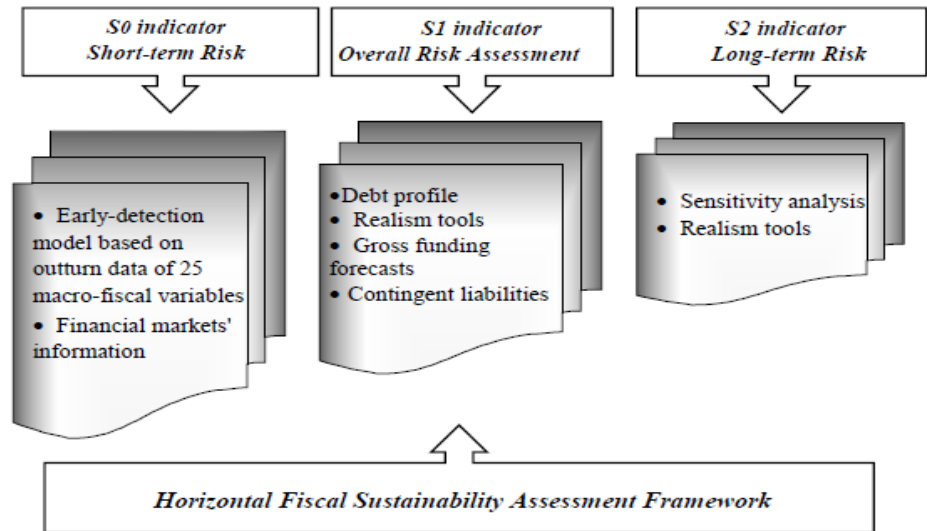 S0 indicator
Short-term Risk
S1 indicator
Overall Risk Assessment
S2 indicator
Long-term Risk
• Early-detection
model based on
outturn data of 25
macro-fiscal variables
• Financial markets'
information
•Debt profile
• Realism tools
• Gross funding
forecasts
• Contingent liabilities
• Sensitivity analysis
• Realism tools
Horizontal Fiscal Sustainability Assessment Framework